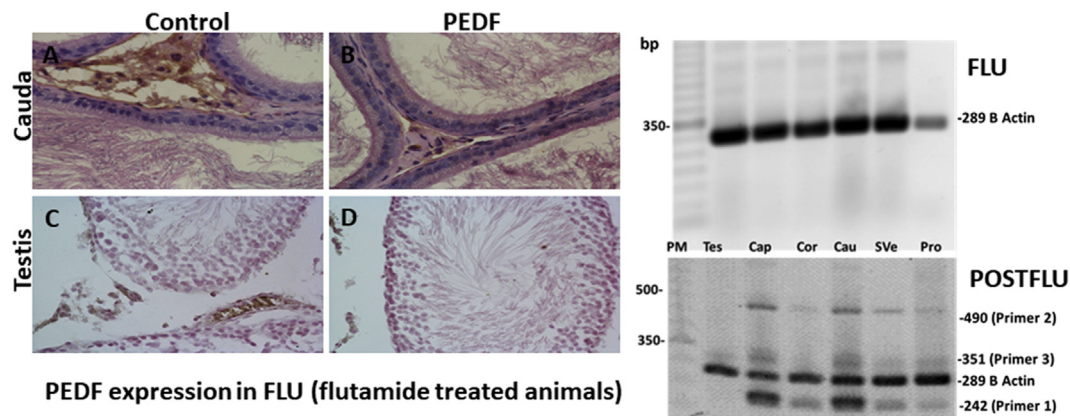 Control
PEDF
Cauda
A
B
Testis
C
D
PEDF expression in FLU (flutamide treated animals)
bp
FLU
350-
-289 B Actin
PM Tes Cap Cor Cau SVe Pro
POSTFLU
500-
-490 (Primer 2)
350-
-351 (Primer 3)
-289 B Actin
-242 (Primer 1)